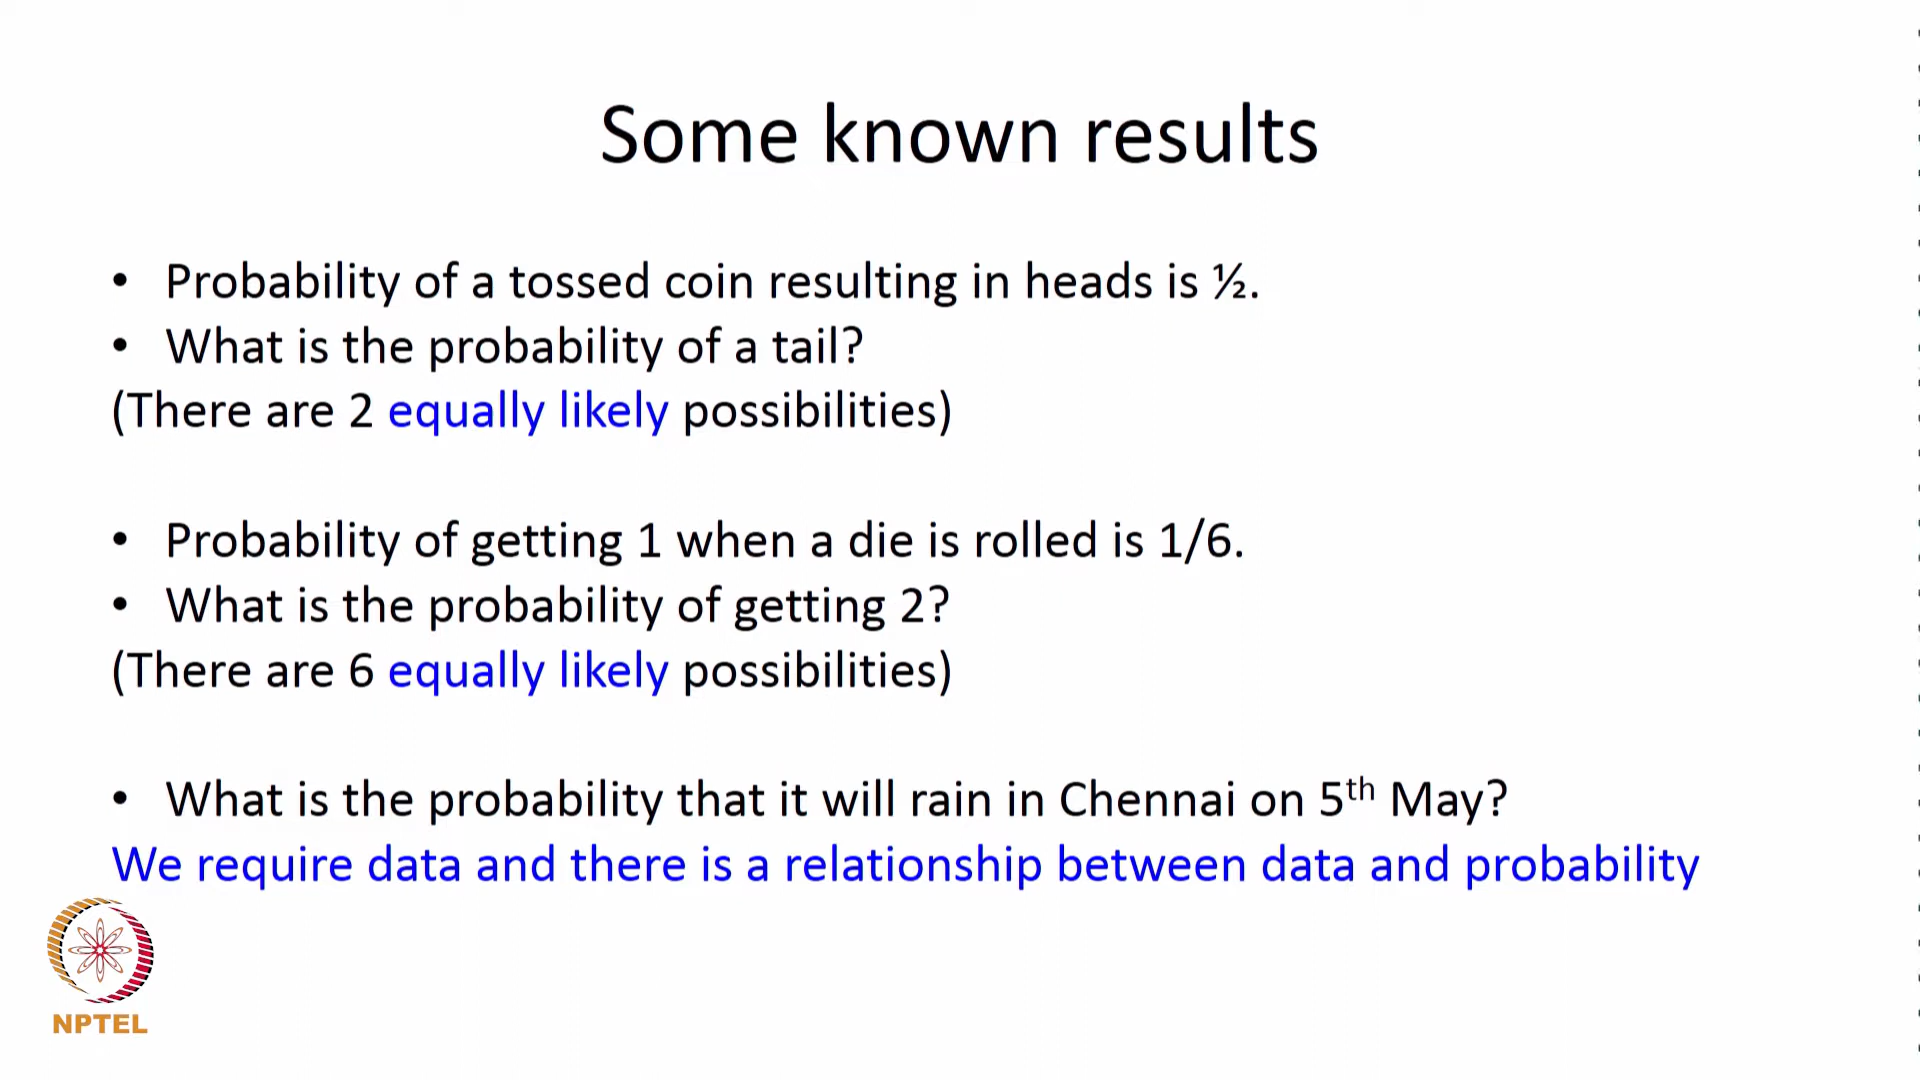 Some known results
• Probability of a tossed coin resulting in heads is ½.
• What is the probability of a tail?
(There are 2 equally likely possibilities)
• Probability of getting 1 when a die is rolled is 1/6.
• What is the probability of getting 2?
(There are 6 equally likely possibilities)
• What is the probability that it will rain in Chennai on 5th May?
We require data and there is a relationship between data and probability
NPTEL